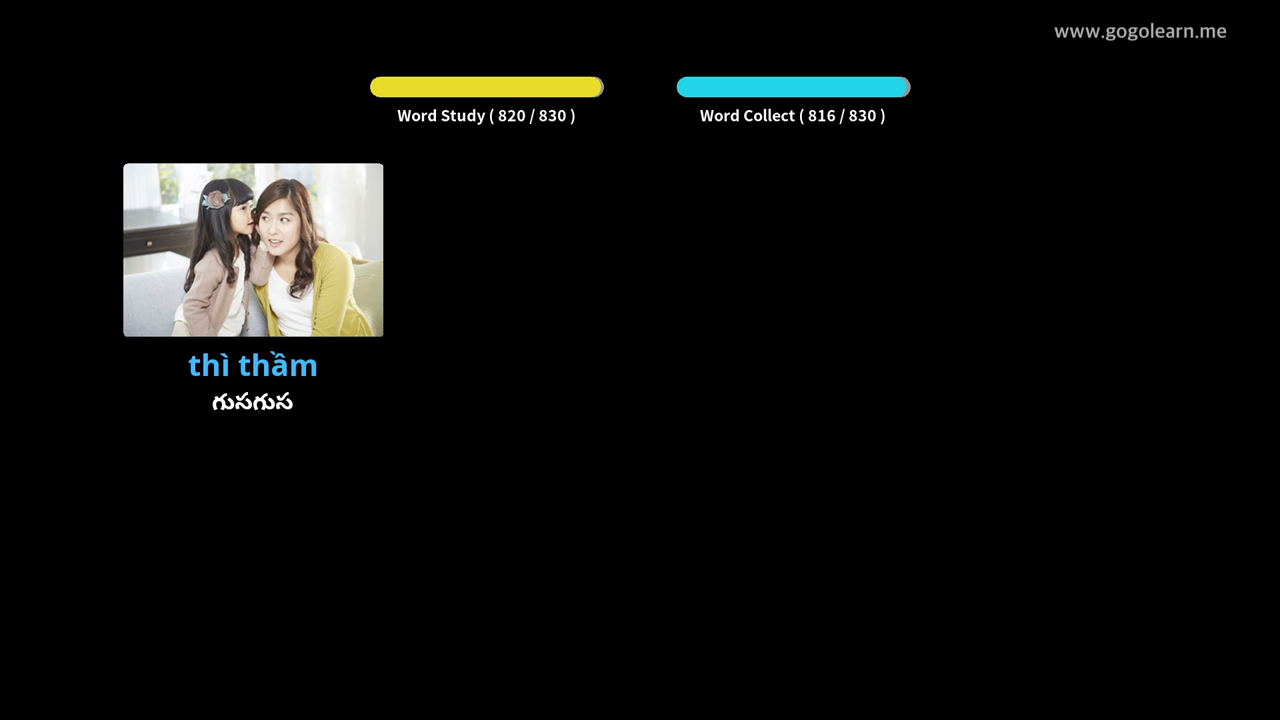 www.gogolearn.me
Word Study ( 820 / 830 )
Word Collect ( 816 / 830 )
thì thầm
గుసగుస